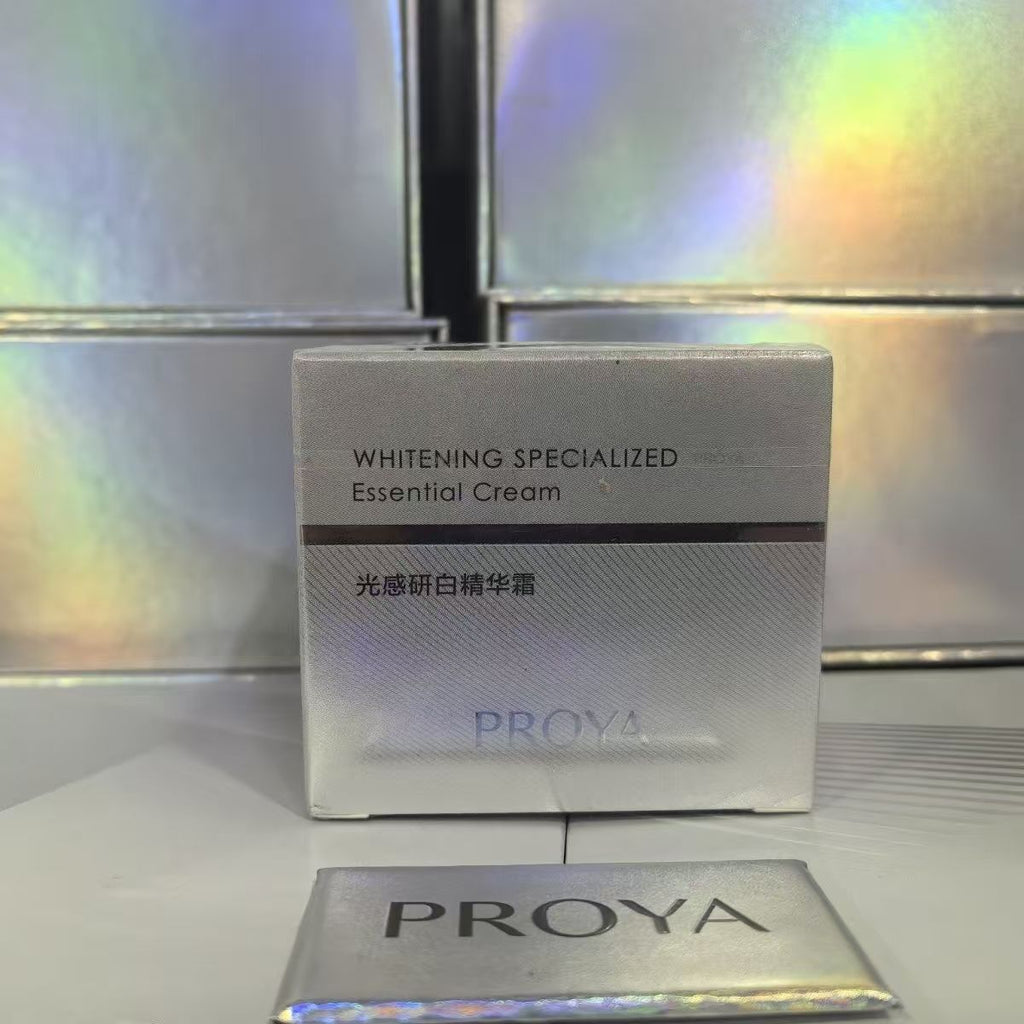 WHITENING SPECIALIZED
Essential Cream
光感研白精华霜
PROYA
PROYA